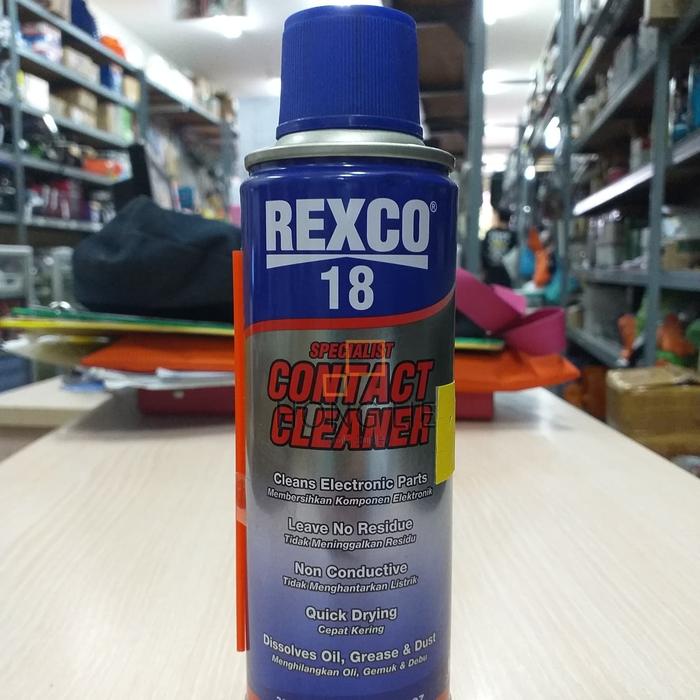 REXCO®
18
SPECIALIST
CONTACT
CLEANER
Cleans Electronic Parts
Membersihkan Komponen Elektronik
Leave No Residue
Tidak Meninggalkan Residu
Non Conductive
Tidak Menghantarkan Listrik
Quick Drying
Cepat Kering
Dissolves Oil, Grease & Dust
Menghilangkan Oli, Gemuk & Debu